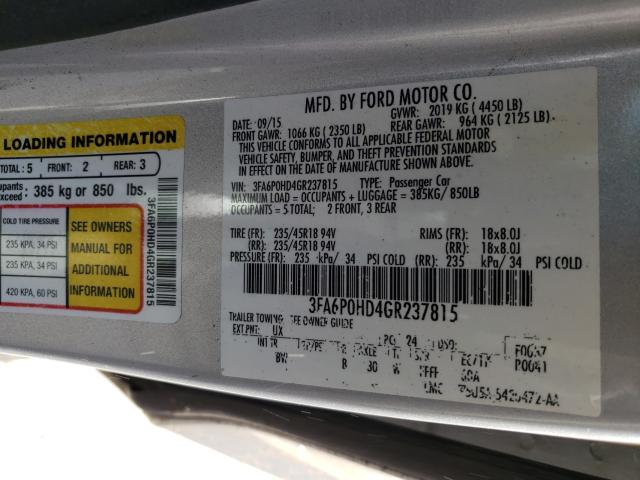 LOADING INFORMATION
TOTAL: 5 FRONT: 2 REAR: 3
385 kg or 850 lbs.
COLD TIRE PRESSURE
235 KPA, 34 PSI
235 KPA, 34 PSI
420 KPA, 60 PSI
SEE OWNERS
MANUAL FOR
ADDITIONAL
INFORMATION
3FA6P0HD4GR237815
MFD. BY FORD MOTOR CO.
DATE: 09/15 GVWR: 2019 KG ( 4450 LB)
FRONT GAWR: 1066 KG ( 2350 LB) REAR GAWR: 964 KG ( 2125 LB)
THIS VEHICLE CONFORMS TO ALL APPLICABLE FEDERAL MOTOR
VEHICLE SAFETY, BUMPER, AND THEFT PREVENTION STANDARDS
IN EFFECT ON THE DATE OF MANUFACTURE SHOWN ABOVE.
VIN: 3FA6P0HD4GR237815 TYPE: Passenger Car
MAXIMUM LOAD = OCCUPANTS + LUGGAGE = 385KG/ 850LB
OCCUPANTS = 5 TOTAL; 2 FRONT, 3 REAR
TIRE (FR): 235/45R18 94V RIMS (FR): 18x8.0J
(RR): 235/45R18 94V (RR): 18x8.0J
PRESSURE (FR): 235 kPa/ 34 PSI COLD (RR): 235 kPa/ 34 PSI COLD
3FA6P0HD4GR237815
TRAILER TOWING - SEE OWNER GUIDE
EXT PNT: UX 24
BW B 30